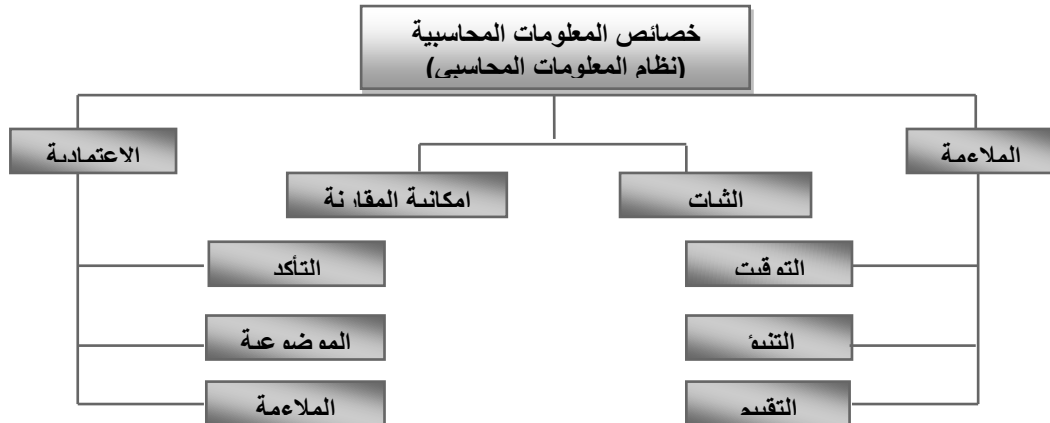 خصائص المعلومات المحاسبية
(نظام المعلومات المحاسبي)
الملاءمة
الاعتمادية
الثبات
امكانية المقارنة
التوقيت
التأكد
التنبؤ
الموضوعية
التقييم
الملاءمة